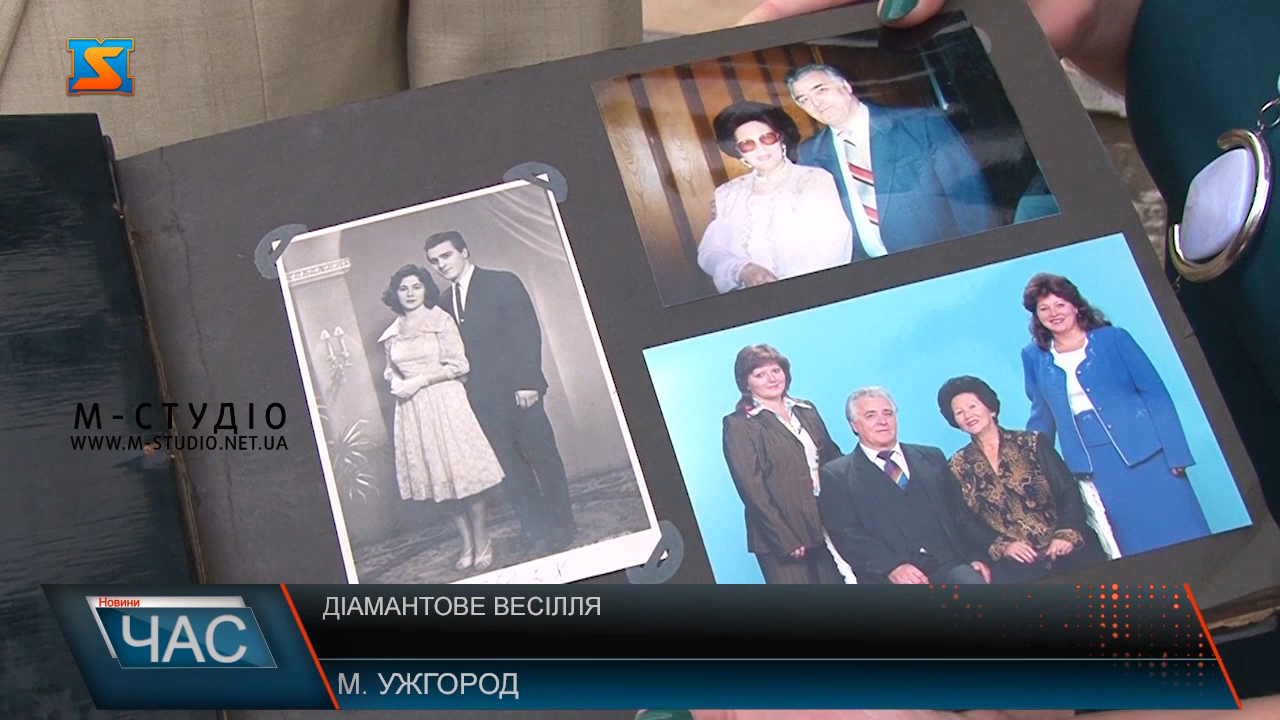 М-СТУДІО
WWW.M-STUDIO.NET.UA
ДІАМАНТОВЕ ВЕСІЛЛЯ
Новини
ЧАС
М. УЖГОРОД